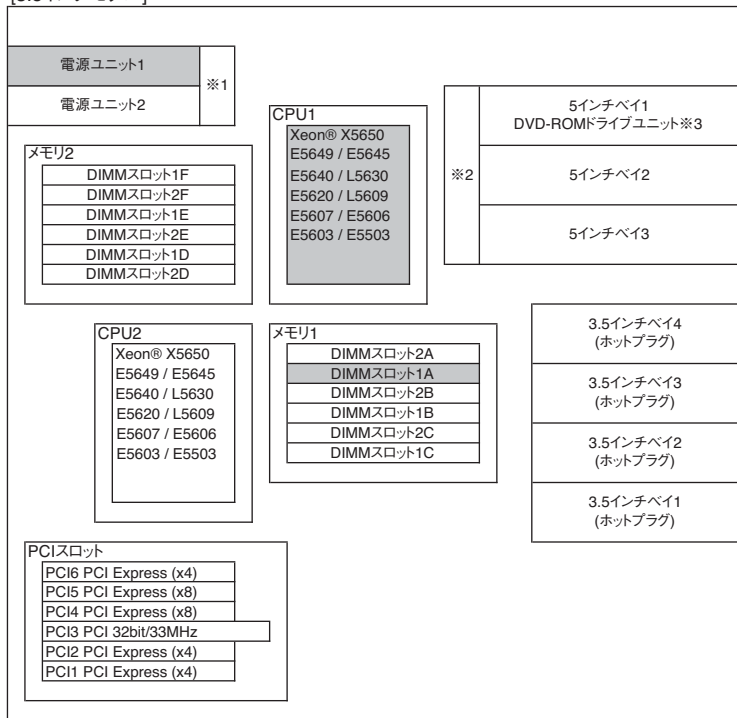 電源ユニット1
※1
電源ユニット2
CPU1
Xeon® X5650
E5649 / E5645
E5640 / L5630
E5620 / L5609
E5607 / E5606
E5603 / E5503
※2
5インチベイ1
DVD-ROMドライブユニット※3
5インチベイ2
5インチベイ3
メモリ2
DIMMスロット1F
DIMMスロット2F
DIMMスロット1E
DIMMスロット2E
DIMMスロット1D
DIMMスロット2D
CPU2
Xeon® X5650
E5649 / E5645
E5640 / L5630
E5620 / L5609
E5607 / E5606
E5603 / E5503
メモリ1
DIMMスロット2A
DIMMスロット1A
DIMMスロット2B
DIMMスロット1B
DIMMスロット2C
DIMMスロット1C
3.5インチベイ4
(ホットプラグ)
3.5インチベイ3
(ホットプラグ)
3.5インチベイ2
(ホットプラグ)
3.5インチベイ1
(ホットプラグ)
PCIスロット
PCI6 PCI Express (x4)
PCI5 PCI Express (x8)
PCI4 PCI Express (x8)
PCI3 PCI 32bit/33MHz
PCI2 PCI Express (x4)
PCI1 PCI Express (x4)